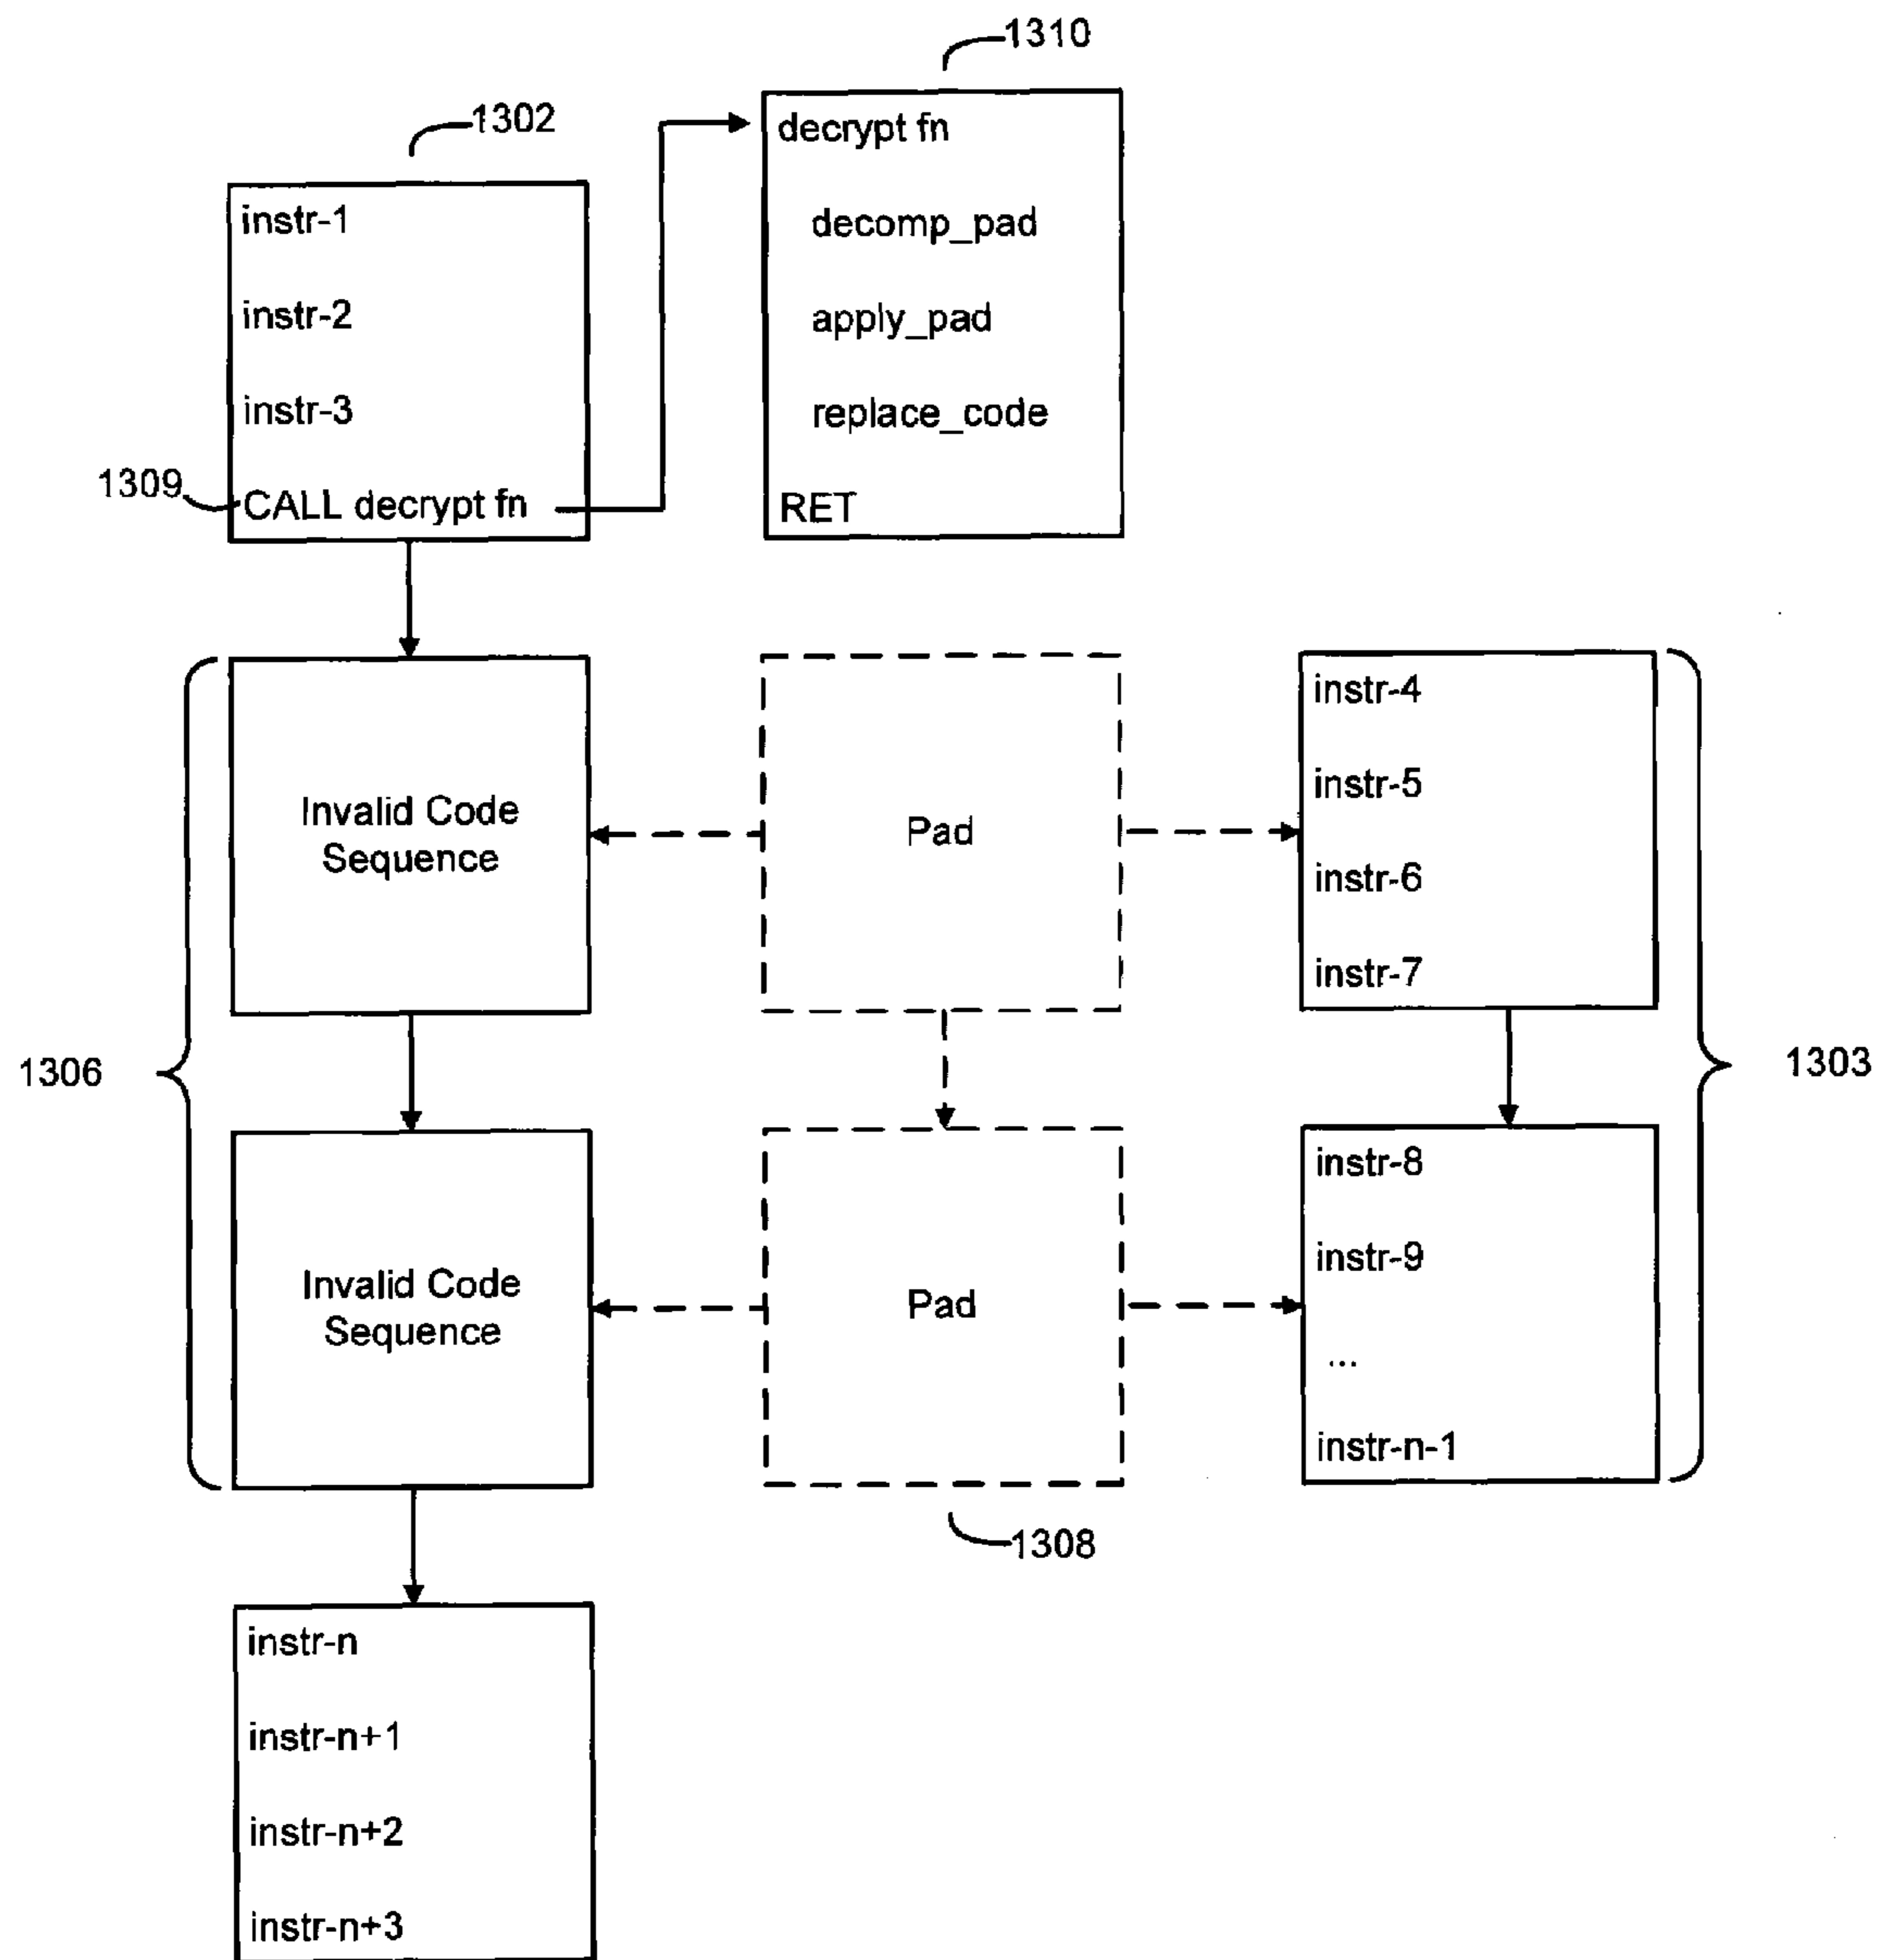 1310
1302
decrypt fn
decomp_pad
apply_pad
replace_code
RET
instr-1
instr-2
instr-3
1309
CALL decrypt fn
1306
Invalid Code
Sequence
Pad
instr-4
instr-5
instr-6
instr-7
1303
Invalid Code
Sequence
Pad
instr-8
instr-9
...
instr-n-1
1308
instr-n
instr-n+1
instr-n+2
instr-n+3